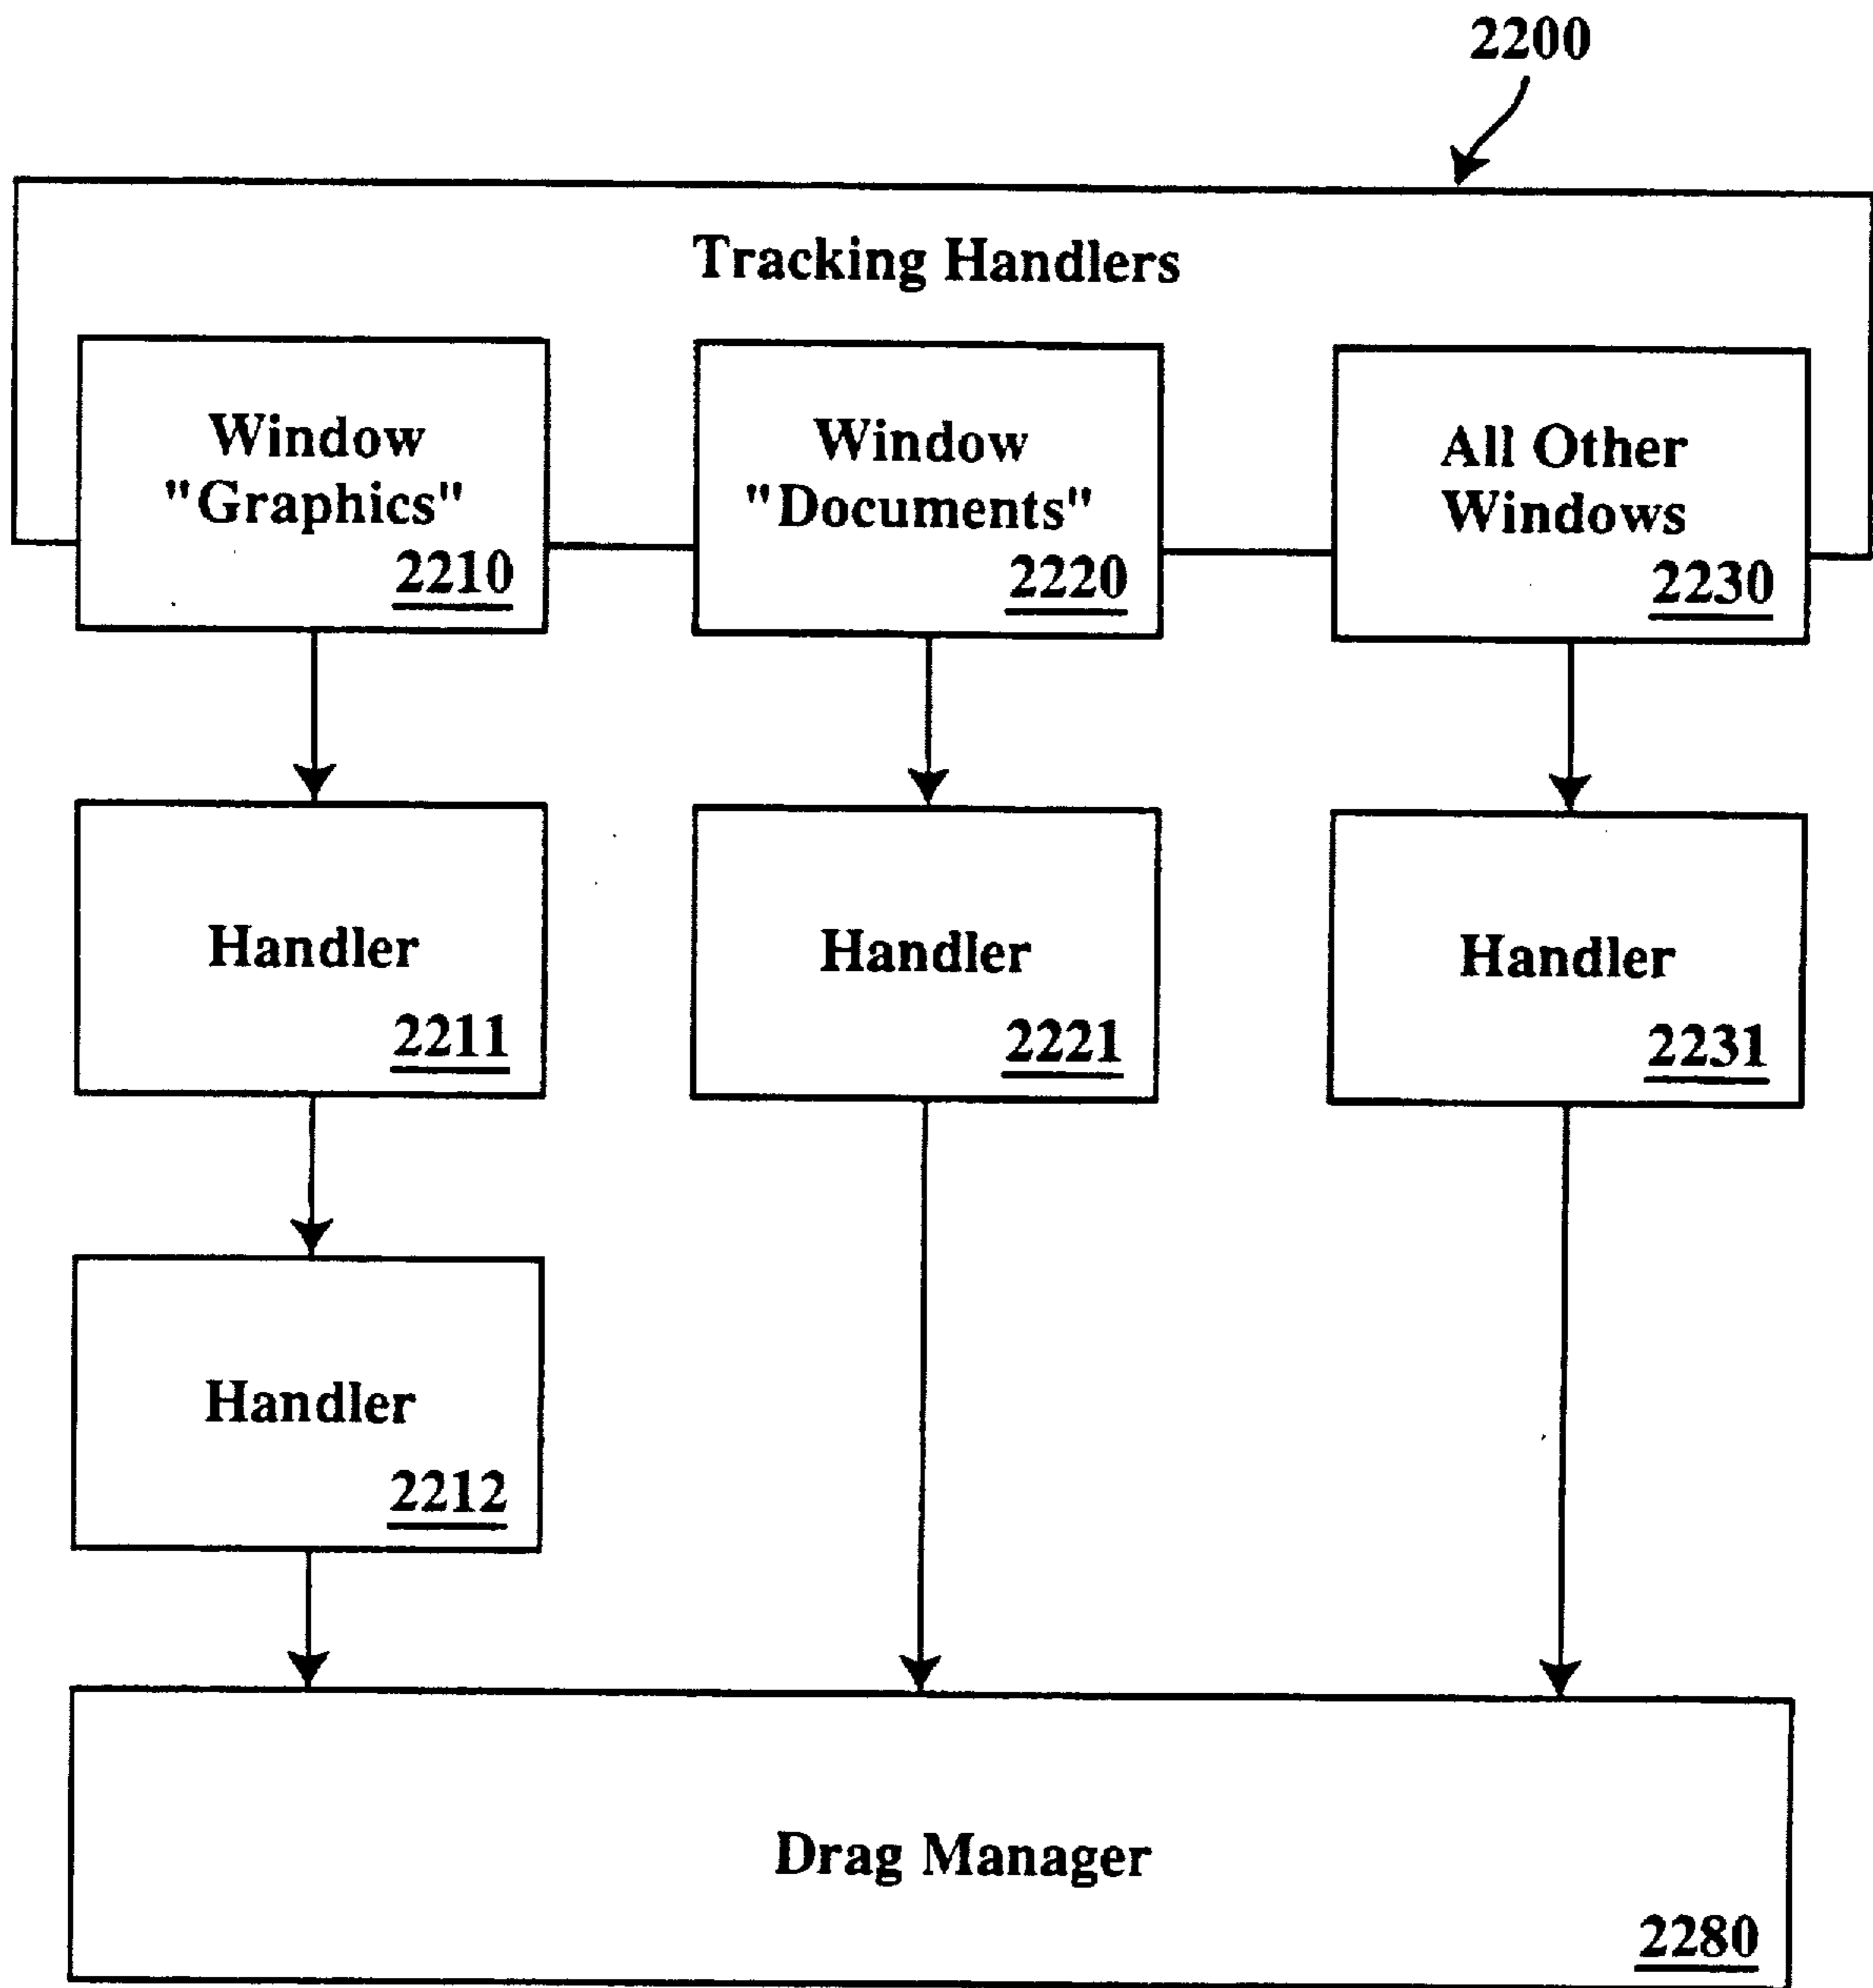 2200
Tracking Handlers
Window
"Graphics"
2210
Window
"Documents"
2220
All Other
Windows
2230
Handler
2211
Handler
2221
Handler
2231
Handler
2212
Drag Manager
2280